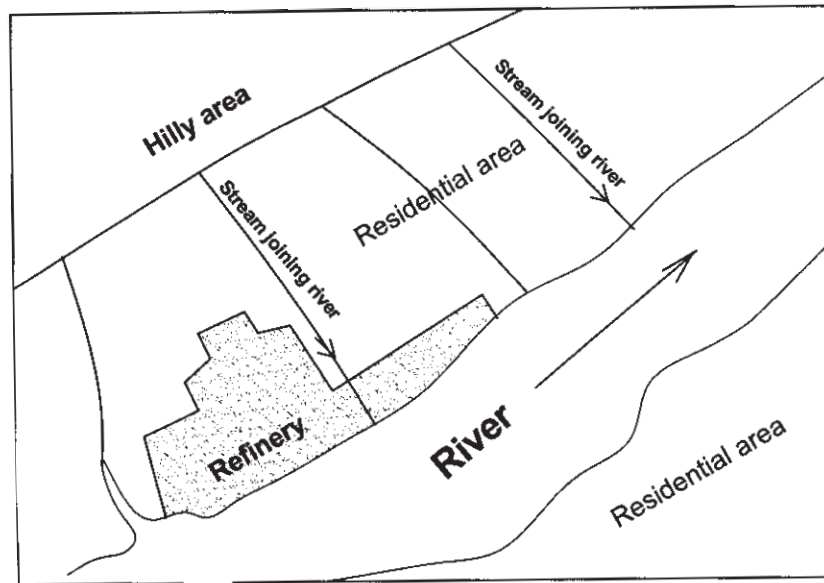 Hilly area
Stream joining river
Residential area
Stream joining river
Refinery
River
Residential area